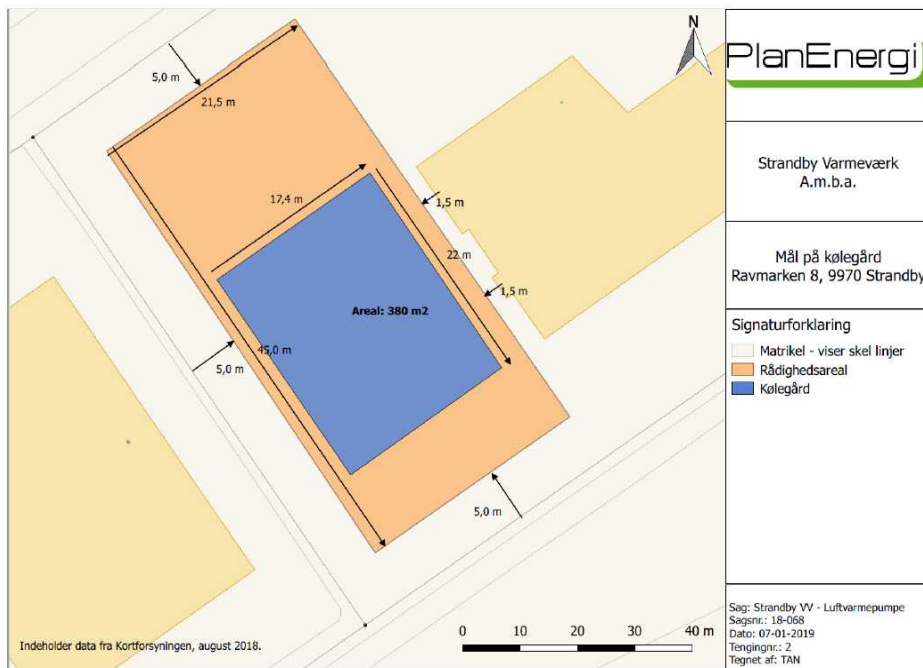 5,0 m
21,5 m
N
17,4 m
1,5 m
22 m
1,5 m
Areal: 380 m2
45,0 m
5,0 m
5,0 m
Indeholder data fra Kortforsyningen, august 2018.
0 10 20 30 40 m
PlanEnergi
Strandby Varmeværk
A.m.b.a.
Mål på kølegård
Ravmarken 8, 9970 Strandby
Signaturforklaring
Matrikel - viser skel linjer
Rådighedsareal
Kølegård
Sag: Strandby VV - Luftvarmepumpe
Sagsnr.: 18-068
Dato: 07-01-2019
Tengingnr.: 2
Tegnet af: TAN